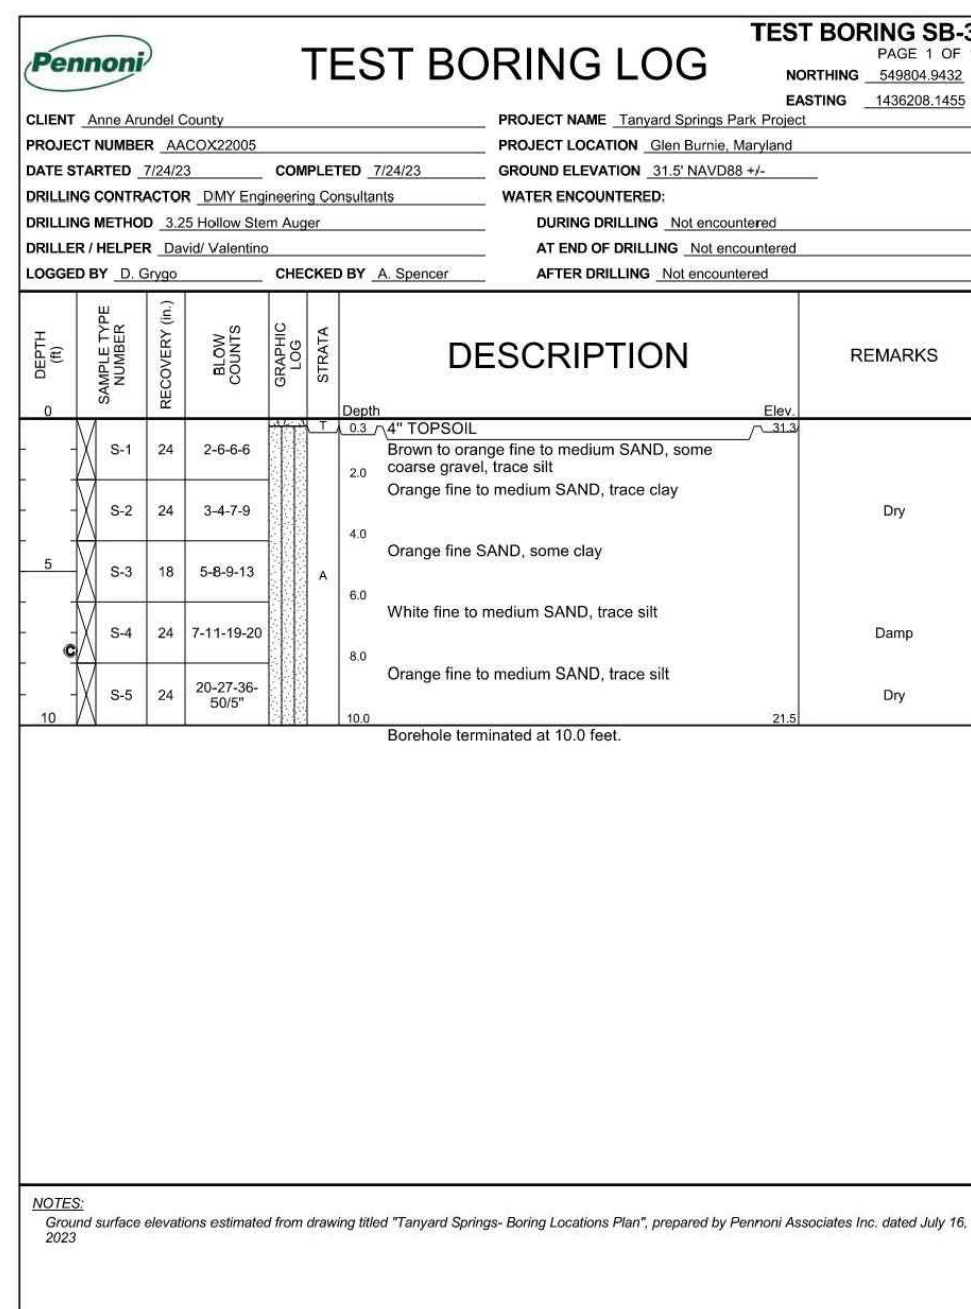 Pennoni
TEST BORING LOG
TEST BORING SB-3
PAGE 1 OF
NORTHING 549804.9432
EASTING 1436208.1455
CLIENT Anne Arundel County
PROJECT NAME Tanyard Springs Park Project
PROJECT NUMBER AACOX22005
PROJECT LOCATION Glen Burnie, Maryland
DATE STARTED 7/24/23 COMPLETED 7/24/23
GROUND ELEVATION 31.5' NAVD88 +/-
DRILLING CONTRACTOR DMY Engineering Consultants
WATER ENCOUNTERED:
DRILLING METHOD 3.25 Hollow Stem Auger
DURING DRILLING Not encountered
DRILLER / HELPER David/ Valentino
AT END OF DRILLING Not encountered
LOGGED BY D. Grygo CHECKED BY A. Spencer
AFTER DRILLING Not encountered
DEPTH (ft)
SAMPLE TYPE NUMBER
RECOVERY (in.)
BLOW COUNTS
GRAPHIC LOG
STRATA
DESCRIPTION
REMARKS
0
Depth Elev.
T 0.3 4" TOPSOIL 31.3
S-1 24 2-6-6-6 Brown to orange fine to medium SAND, some
coarse gravel, trace silt
2.0
Orange fine to medium SAND, trace clay
S-2 24 3-4-7-9 Dry
4.0
Orange fine SAND, some clay
5
S-3 18 5-8-9-13 A
6.0
White fine to medium SAND, trace silt
S-4 24 7-11-19-20 Damp
C
8.0
Orange fine to medium SAND, trace silt
S-5 24 20-27-36-
50/5" Dry
10 10.0 21.5
Borehole terminated at 10.0 feet.
NOTES:
Ground surface elevations estimated from drawing titled "Tanyard Springs- Boring Locations Plan", prepared by Pennoni Associates Inc. dated July 16,
2023